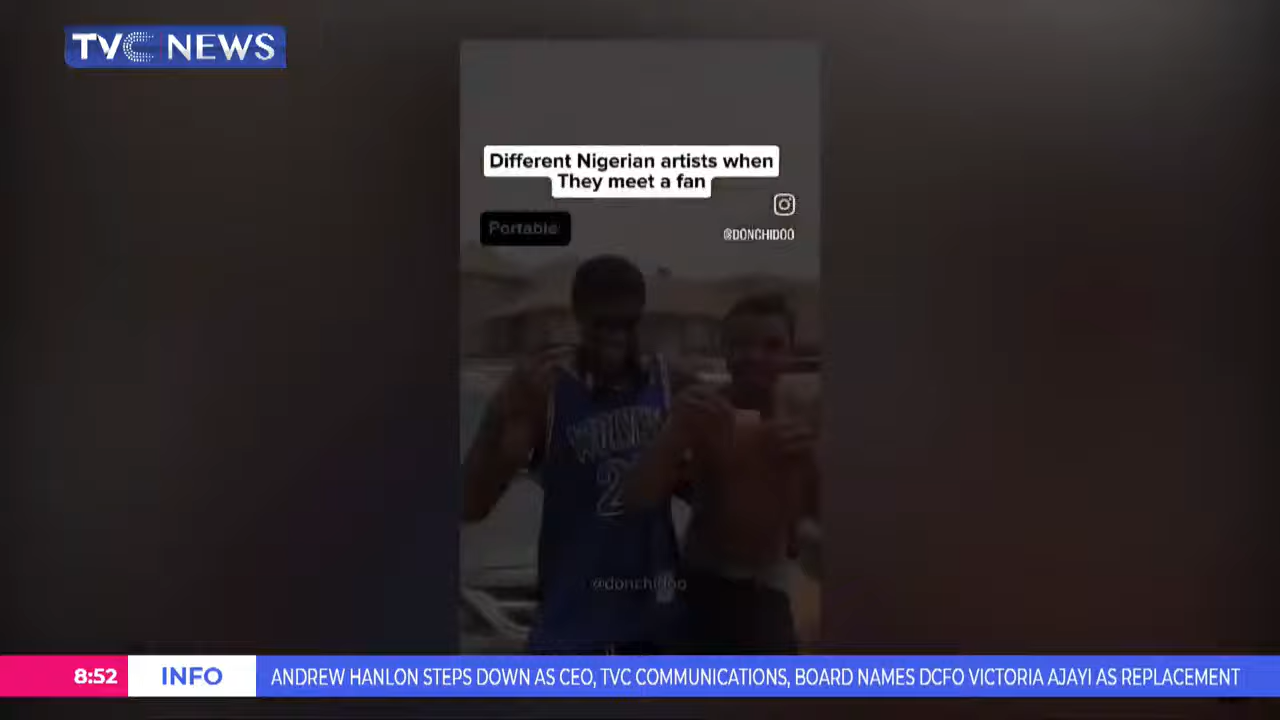 TVC NEWS
Different Nigerian artists when
They meet a fan
Portable
@DONCHIDOO
@donchidoo
8:52
INFO
ANDREW HANLON STEPS DOWN AS CEO, TVC COMMUNICATIONS, BOARD NAMES DCFO VICTORIA AJAYI AS REPLACEMENT